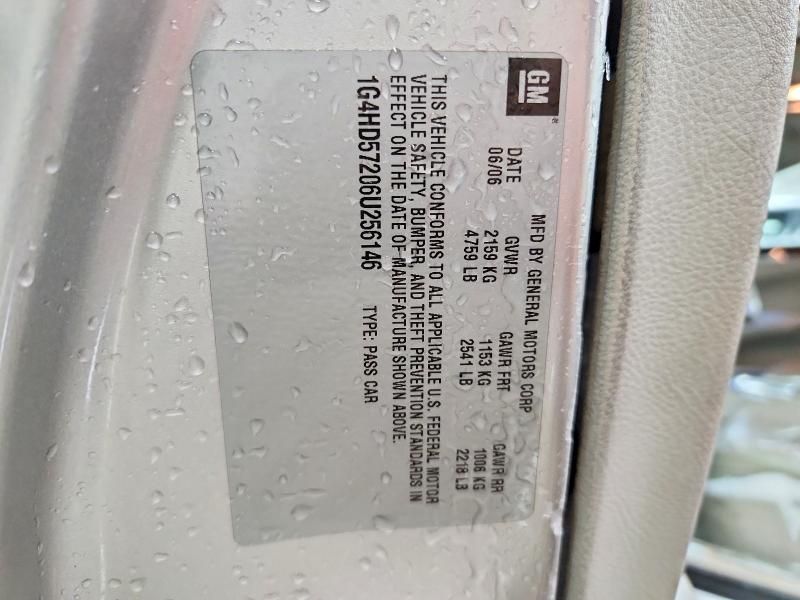 GM
MFD BY GENERAL MOTORS CORP
DATE GVWR GAWR FRT GAWR RR
06/06 2159 KG 1153 KG 1006 KG
4759 LB 2541 LB 2218 LB
THIS VEHICLE CONFORMS TO ALL APPLICABLE U.S. FEDERAL MOTOR
VEHICLE SAFETY, BUMPER, AND THEFT PREVENTION STANDARDS IN
EFFECT ON THE DATE OF MANUFACTURE SHOWN ABOVE.
1G4HD57206U256146 TYPE: PASS CAR